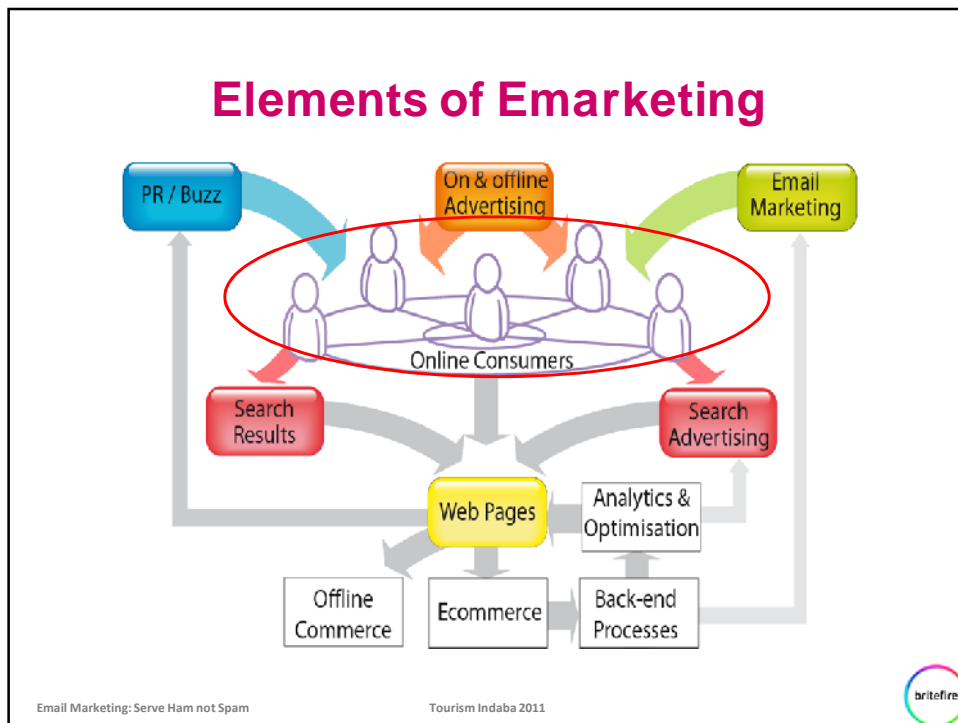 Elements of Emarketing
PR / Buzz
On & offline
Advertising
Email
Marketing
Online Consumers
Search
Results
Search
Advertising
Web Pages
Analytics &
Optimisation
Offline
Commerce
Ecommerce
Back-end
Processes
Email Marketing: Serve Ham not Spam
Tourism Indaba 2011
britefire